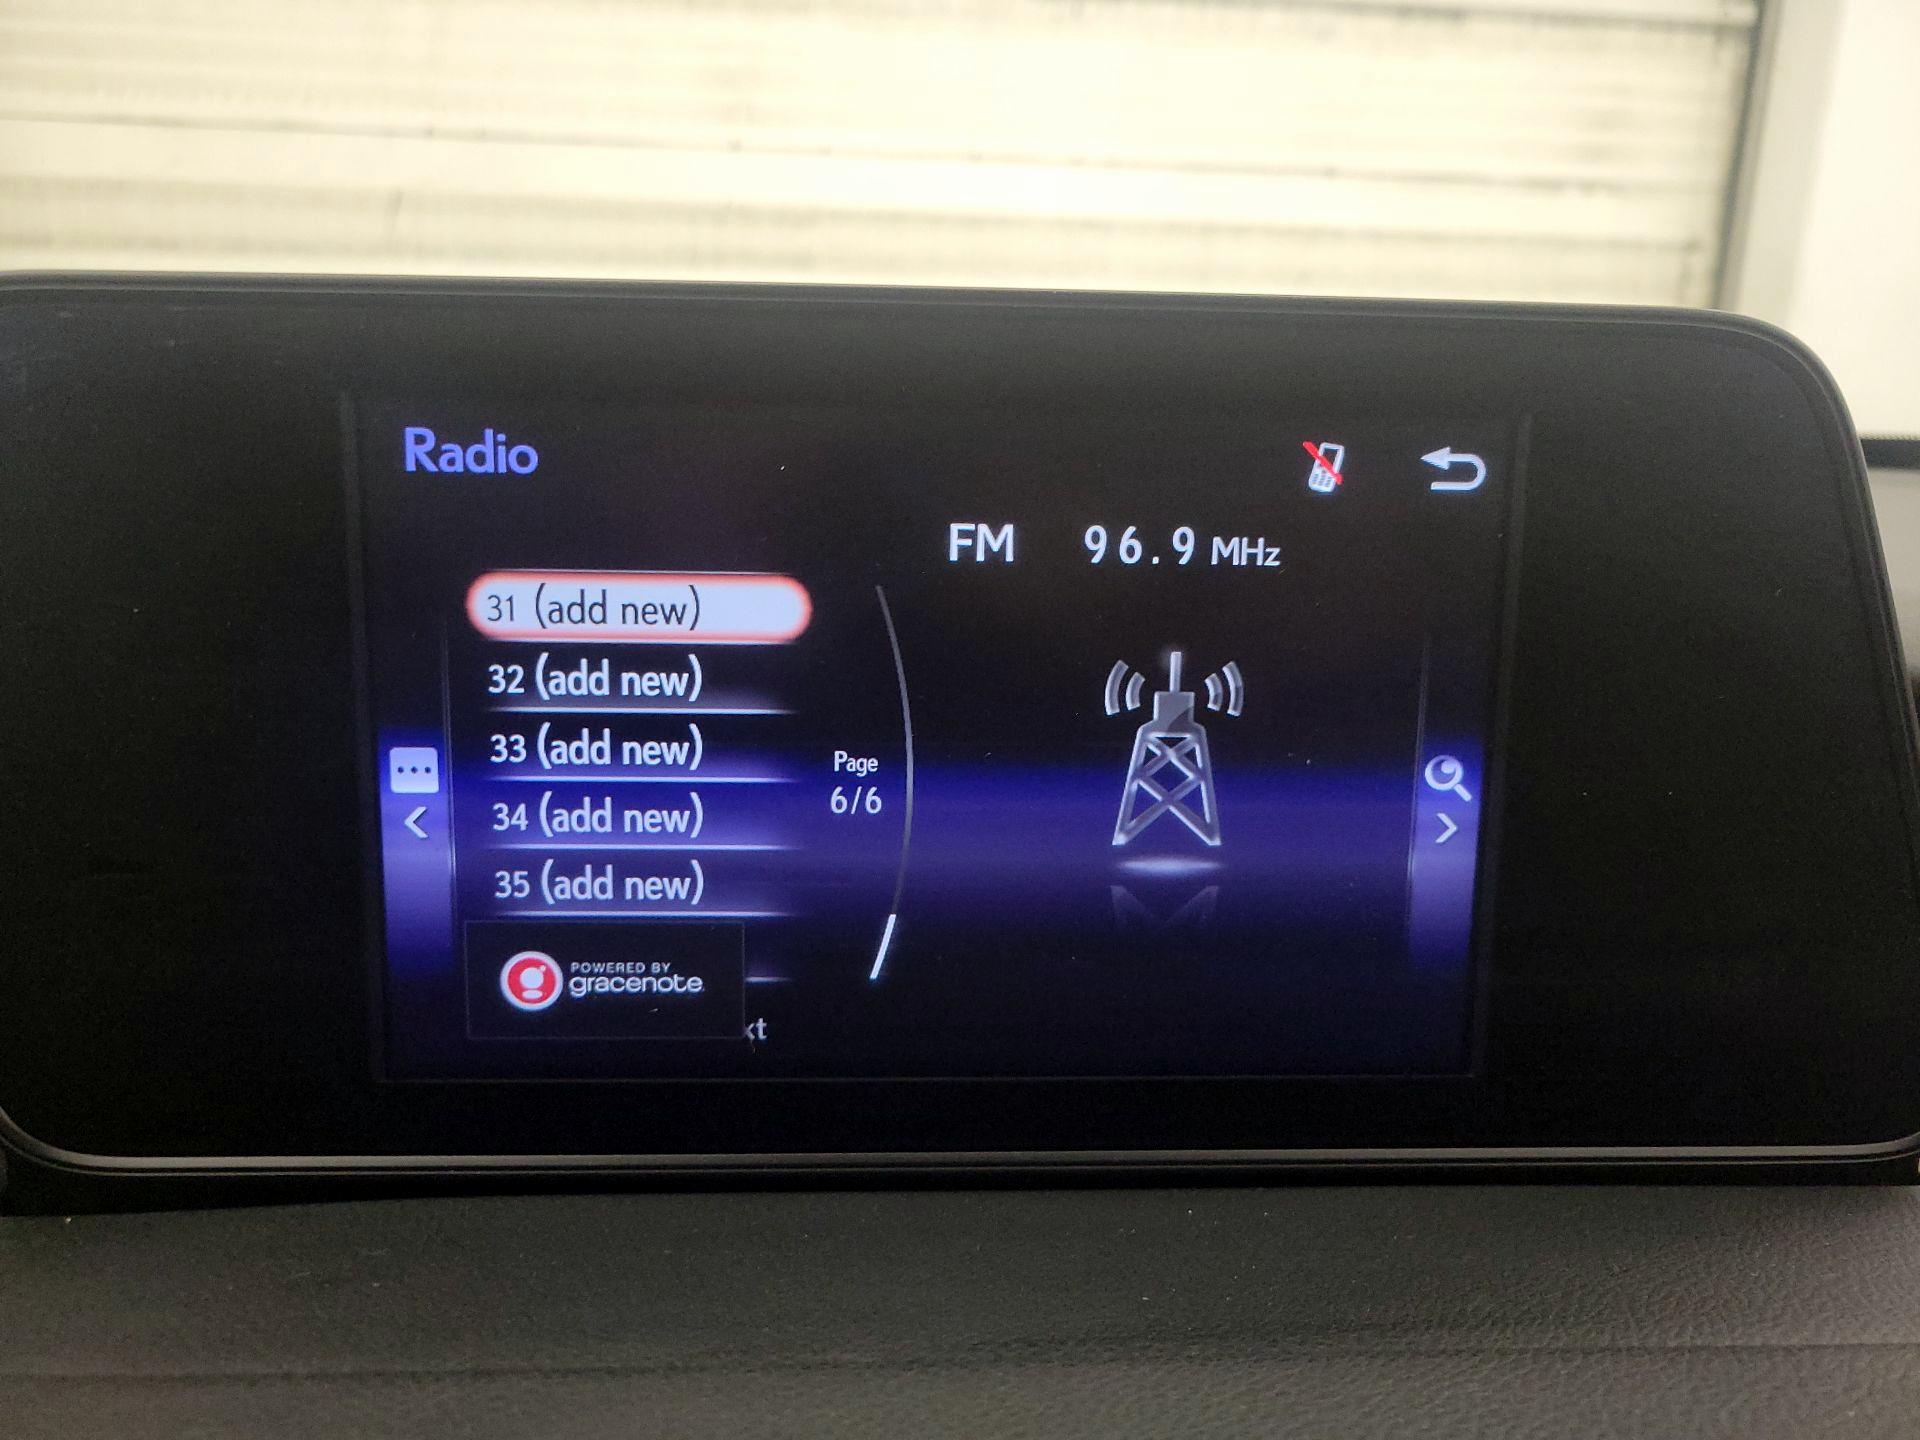 Radio
FM 96.9 MHz
31 (add new)
32 (add new)
33 (add new)
34 (add new)
35 (add new)
Page
6/6
POWERED BY
gracenote